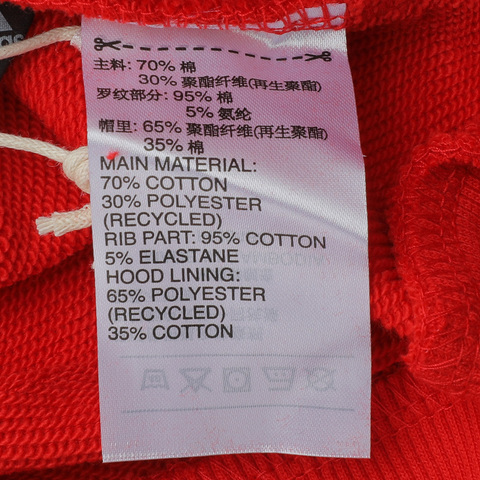 主料: 70% 棉
30% 聚酯纤维(再生聚酯)
罗纹部分: 95% 棉
5% 氨纶
帽里: 65% 聚酯纤维(再生聚酯)
35% 棉
MAIN MATERIAL:
70% COTTON
30% POLYESTER
(RECYCLED)
RIB PART: 95% COTTON
5% ELASTANE
HOOD LINING:
65% POLYESTER
(RECYCLED)
35% COTTON